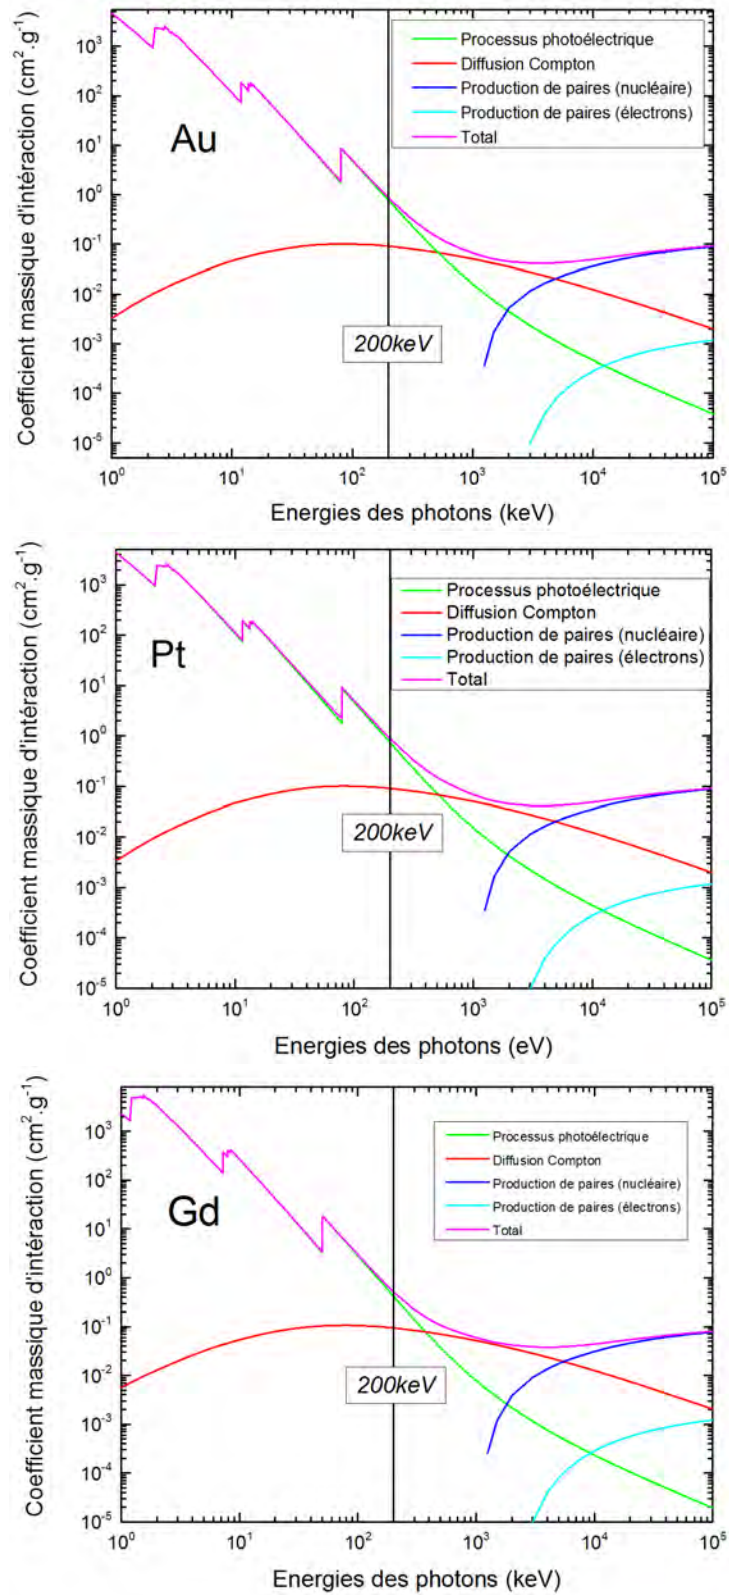 Coefficient massique d'intéraction (cm².g⁻¹)
10³
10²
10¹
10⁰
10⁻¹
10⁻²
10⁻³
10⁻⁴
10⁻⁵
Au
Processus photoélectrique
Diffusion Compton
Production de paires (nucléaire)
Production de paires (électrons)
Total
200keV
10⁰ 10¹ 10² 10³ 10⁴ 10⁵
Energies des photons (keV)
Coefficient massique d'intéraction (cm².g⁻¹)
10³
10²
10¹
10⁰
10⁻¹
10⁻²
10⁻³
10⁻⁴
10⁻⁵
Pt
Processus photoélectrique
Diffusion Compton
Production de paires (nucléaire)
Production de paires (électrons)
Total
200keV
10⁰ 10¹ 10² 10³ 10⁴ 10⁵
Energies des photons (eV)
Coefficient massique d'intéraction (cm².g⁻¹)
10³
10²
10¹
10⁰
10⁻¹
10⁻²
10⁻³
10⁻⁴
10⁻⁵
Gd
Processus photoélectrique
Diffusion Compton
Production de paires (nucléaire)
Production de paires (électrons)
Total
200keV
10⁰ 10¹ 10² 10³ 10⁴ 10⁵
Energies des photons (keV)